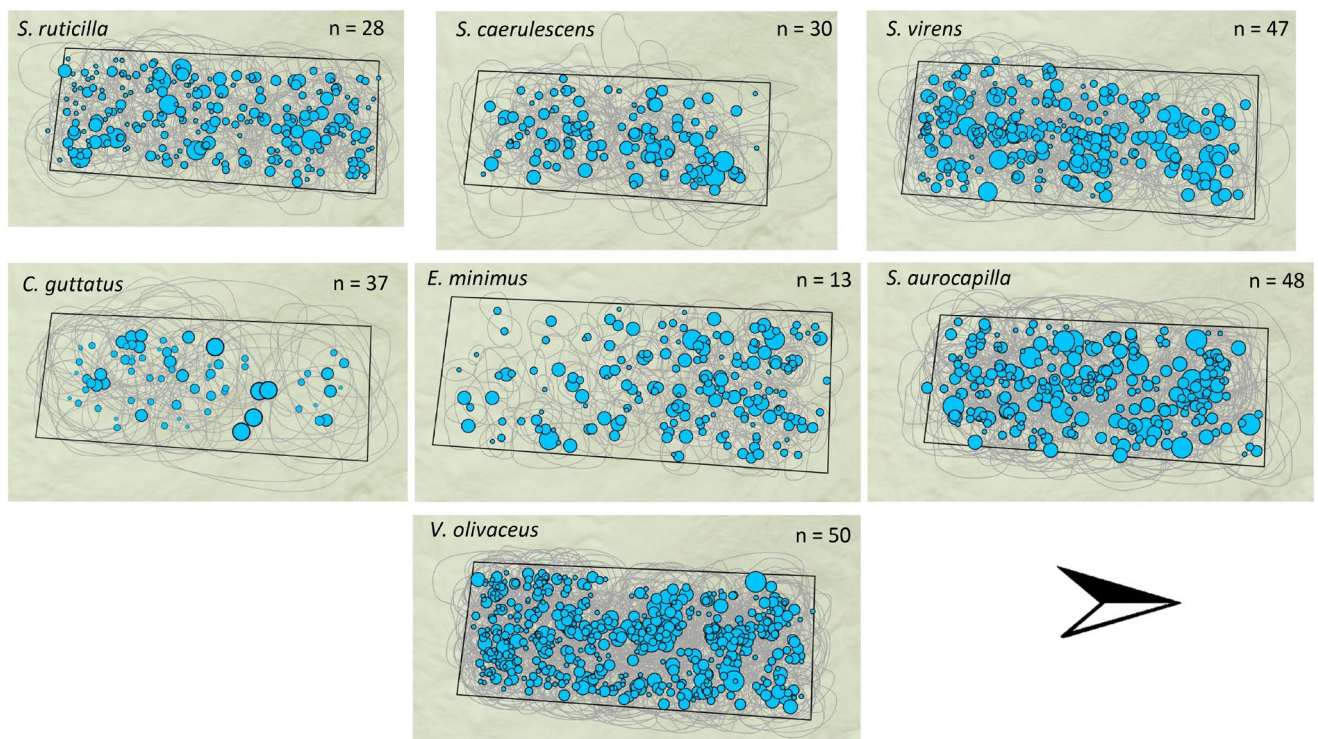 S. ruticilla n = 28
S. caerulescens n = 30
S. virens n = 47
C. guttatus n = 37
E. minimus n = 13
S. aurocapilla n = 48
V. olivaceus n = 50